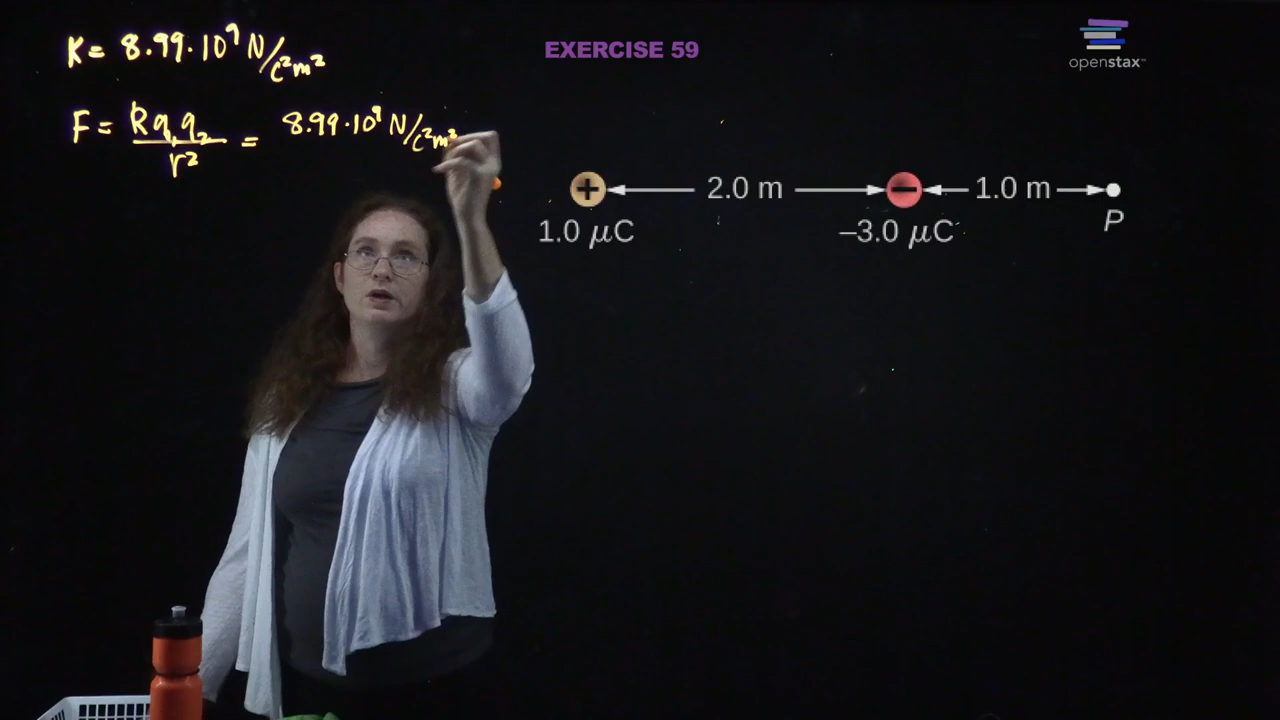 K = 8.99·10⁹ N/c²m²
EXERCISE 59
openstax™
F = kq₁q₂/r² = 8.99·10⁹ N/c²m²
+ 2.0 m − 1.0 m
1.0 μC −3.0 μC P